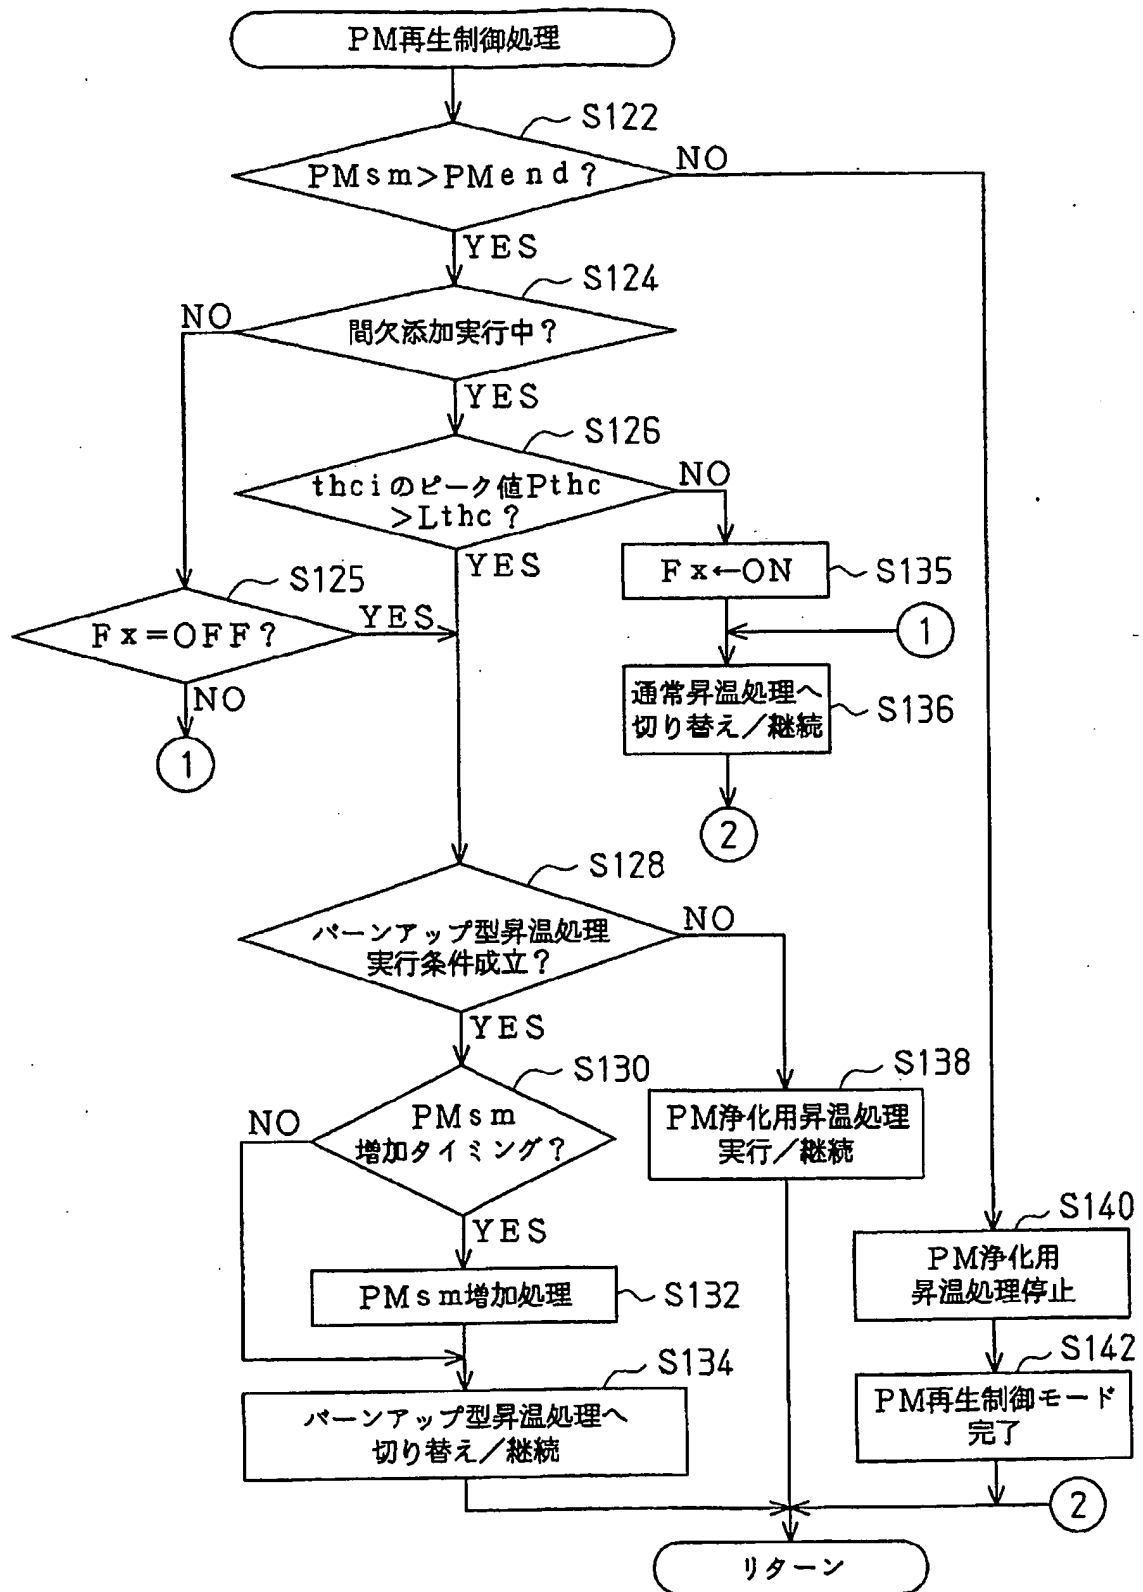 PM再生制御処理
S122
PMsm>PMend?
NO
YES
S124
間欠添加実行中?
NO
YES
S126
thciのピーク値Pthc
>Lthc?
NO
YES
Fx←ON
S135
S125
Fx=OFF?
YES
NO
1
1
通常昇温処理へ
切り替え/継続
S136
2
S128
バーンアップ型昇温処理
実行条件成立?
NO
YES
S130
PMsm
増加タイミング?
NO
YES
S138
PM浄化用昇温処理
実行/継続
S132
PMsm増加処理
S140
PM浄化用
昇温処理停止
S134
バーンアップ型昇温処理へ
切り替え/継続
S142
PM再生制御モード
完了
2
リターン